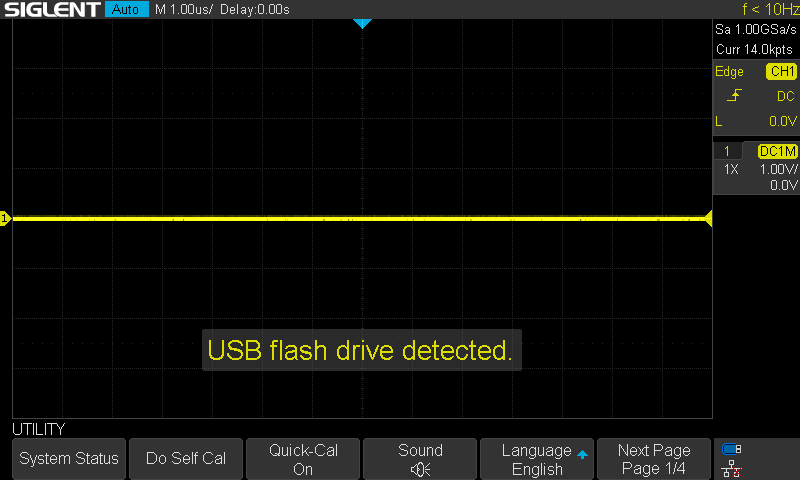 SIGLENT Auto M 1.00us/ Delay:0.00s f < 10Hz
Sa 1.00GSa/s
Curr 14.0kpts
Edge CH1
DC
L 0.0V
1 DC1M
1X 1.00V/
0.0V
1
USB flash drive detected.
UTILITY
System Status
Do Self Cal
Quick-Cal
On
Sound
Language
English
Next Page
Page 1/4